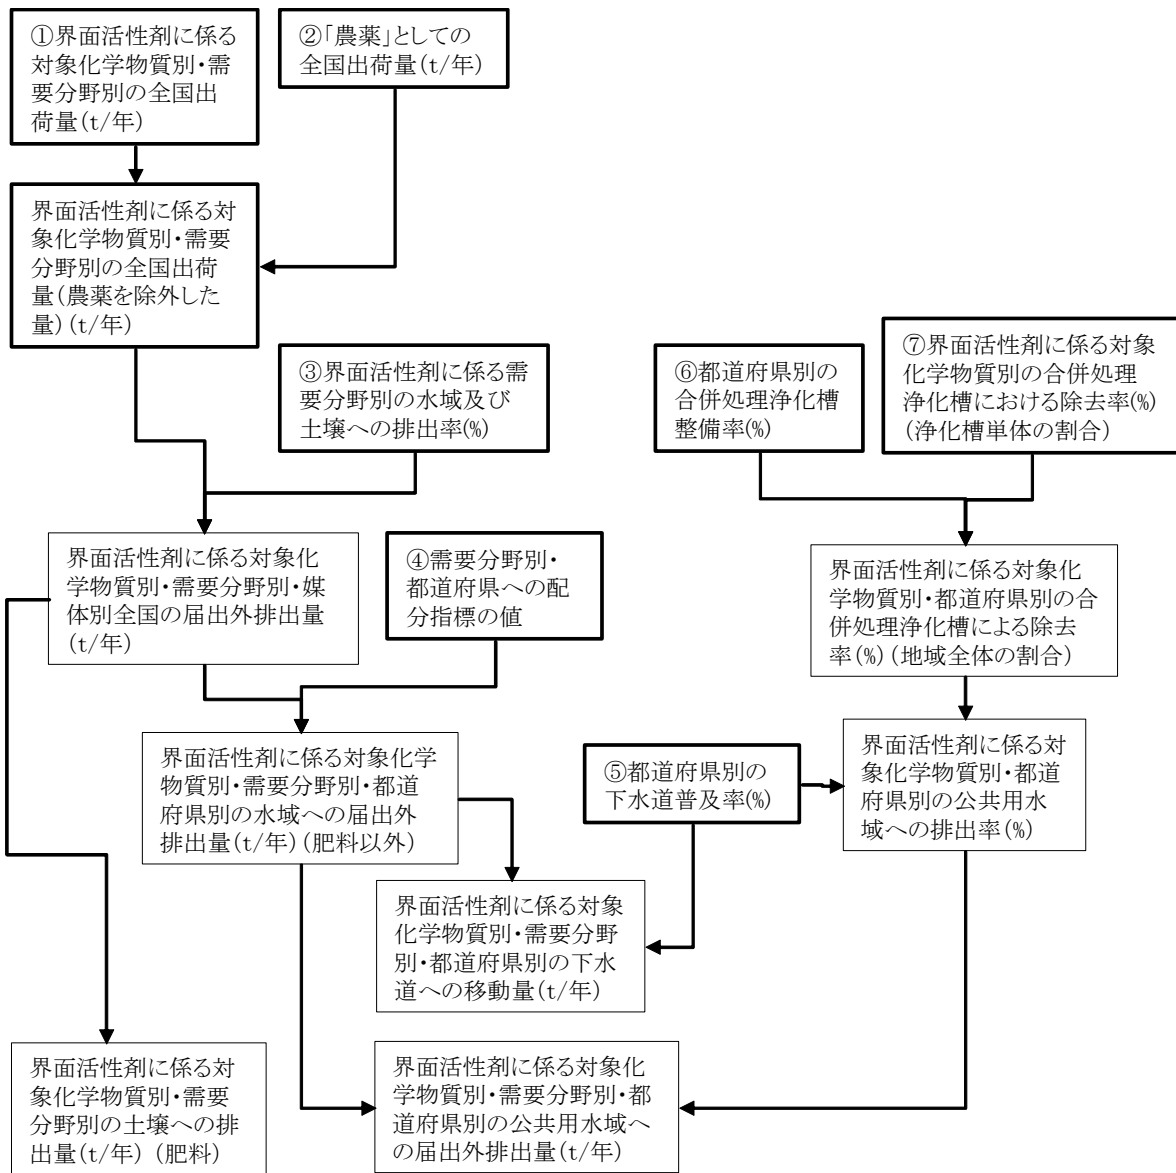 ①界面活性剤に係る
対象化学物質別・需
要分野別の全国出
荷量(t/年)
②「農薬」としての
全国出荷量(t/年)
界面活性剤に係る対
象化学物質別・需要
分野別の全国出荷
量(農薬を除外した
量)(t/年)
③界面活性剤に係る需
要分野別の水域及び
土壌への排出率(%)
⑥都道府県別の
合併処理浄化槽
整備率(%)
⑦界面活性剤に係る対象
化学物質別の合併処理
浄化槽における除去率(%)
(浄化槽単体の割合)
界面活性剤に係る対象化
学物質別・需要分野別・媒
体別全国の届出外排出量
(t/年)
④需要分野別・
都道府県への配
分指標の値
界面活性剤に係る対象化
学物質別・都道府県別の合
併処理浄化槽による除去
率(%)(地域全体の割合)
界面活性剤に係る対象化学
物質別・需要分野別・都道
府県別の水域への届出外
排出量(t/年)(肥料以外)
⑤都道府県別の
下水道普及率(%)
界面活性剤に係る対
象化学物質別・都道
府県別の公共用水
域への排出率(%)
界面活性剤に係る対象
化学物質別・需要分野
別・都道府県別の下水
道への移動量(t/年)
界面活性剤に係る対
象化学物質別・需要
分野別の土壌への排
出量(t/年)(肥料)
界面活性剤に係る対象化
学物質別・需要分野別・都
道府県別の公共用水域へ
の届出外排出量(t/年)